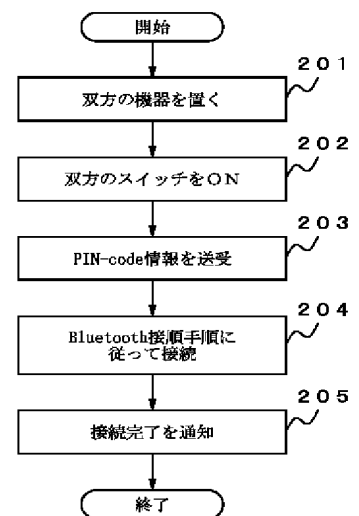 開始
201
双方の機器を置く
202
双方のスイッチをON
203
PIN-code情報を送受
204
Bluetooth接順手順に
従って接続
205
接続完了を通知
終了